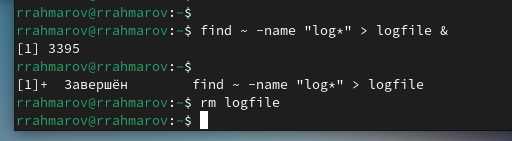 rrahmarov@rrahmarov:~$
rrahmarov@rrahmarov:~$ find ~ -name "log*" > logfile &
[1] 3395
rrahmarov@rrahmarov:~$
[1]+  Завершён        find ~ -name "log*" > logfile
rrahmarov@rrahmarov:~$ rm logfile
rrahmarov@rrahmarov:~$